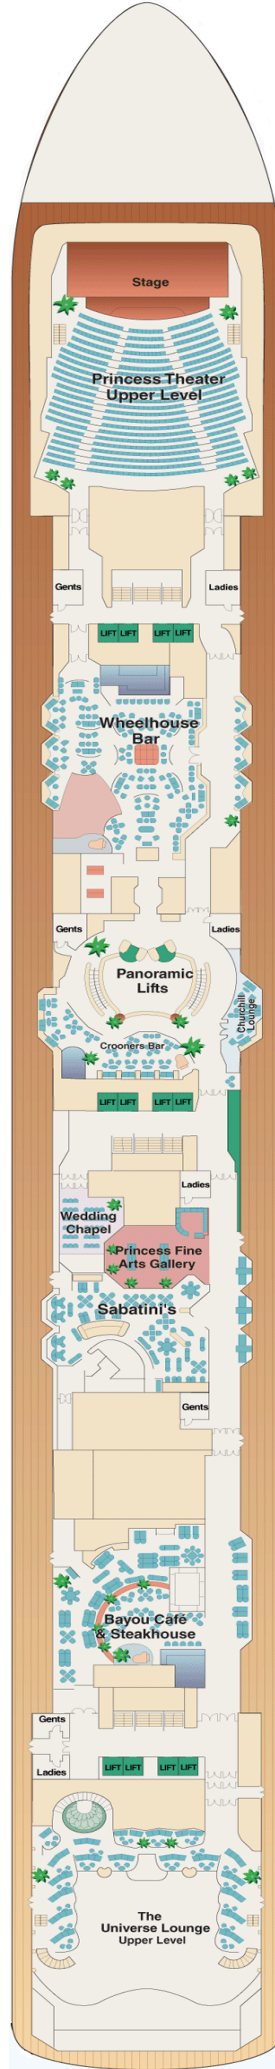 Stage
Princess Theater
Upper Level
Gents
Ladies
LIFT LIFT LIFT LIFT
Wheelhouse
Bar
Gents
Ladies
Panoramic
Lifts
Churchill
Lounge
Crooners Bar
LIFT LIFT LIFT LIFT
Ladies
Wedding
Chapel
Princess Fine
Arts Gallery
Sabatini's
Gents
Bayou Café
& Steakhouse
Gents
LIFT LIFT LIFT LIFT
Ladies
The
Universe Lounge
Upper Level